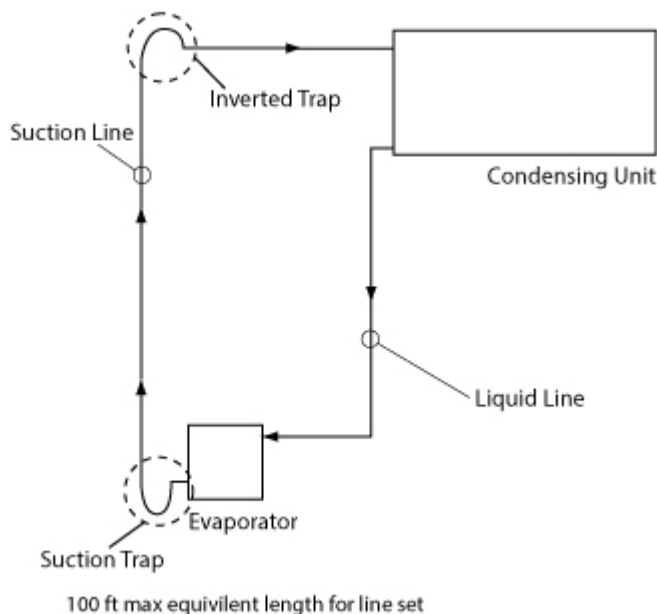 Inverted Trap
Suction Line
Condensing Unit
Liquid Line
Evaporator
Suction Trap
100 ft max equivilent length for line set